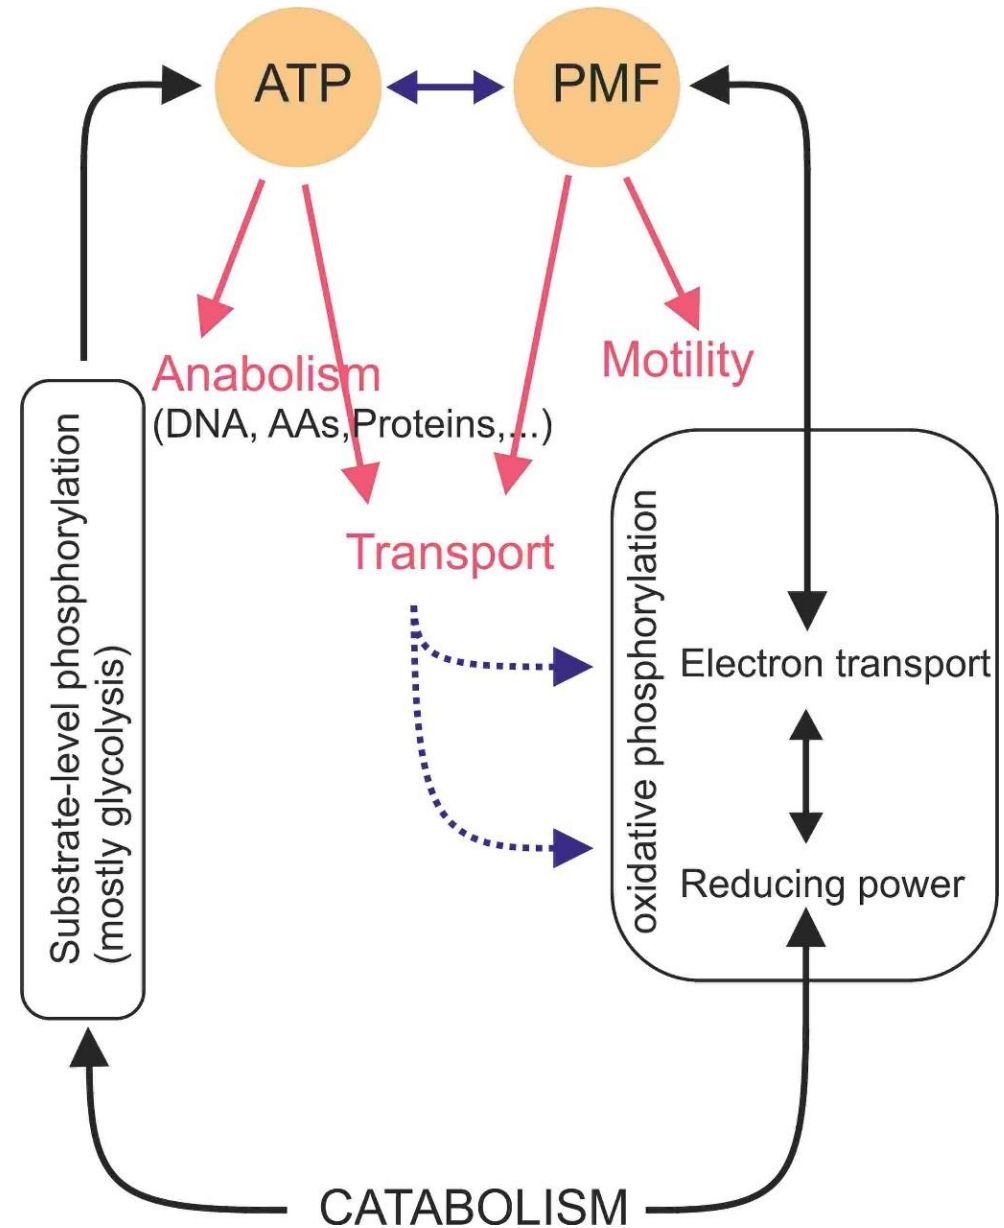 ATP
PMF
Anabolism
(DNA, AAs,Proteins,...)
Motility
Transport
Substrate-level phosphorylation
(mostly glycolysis)
oxidative phosphorylation
Electron transport
Reducing power
CATABOLISM